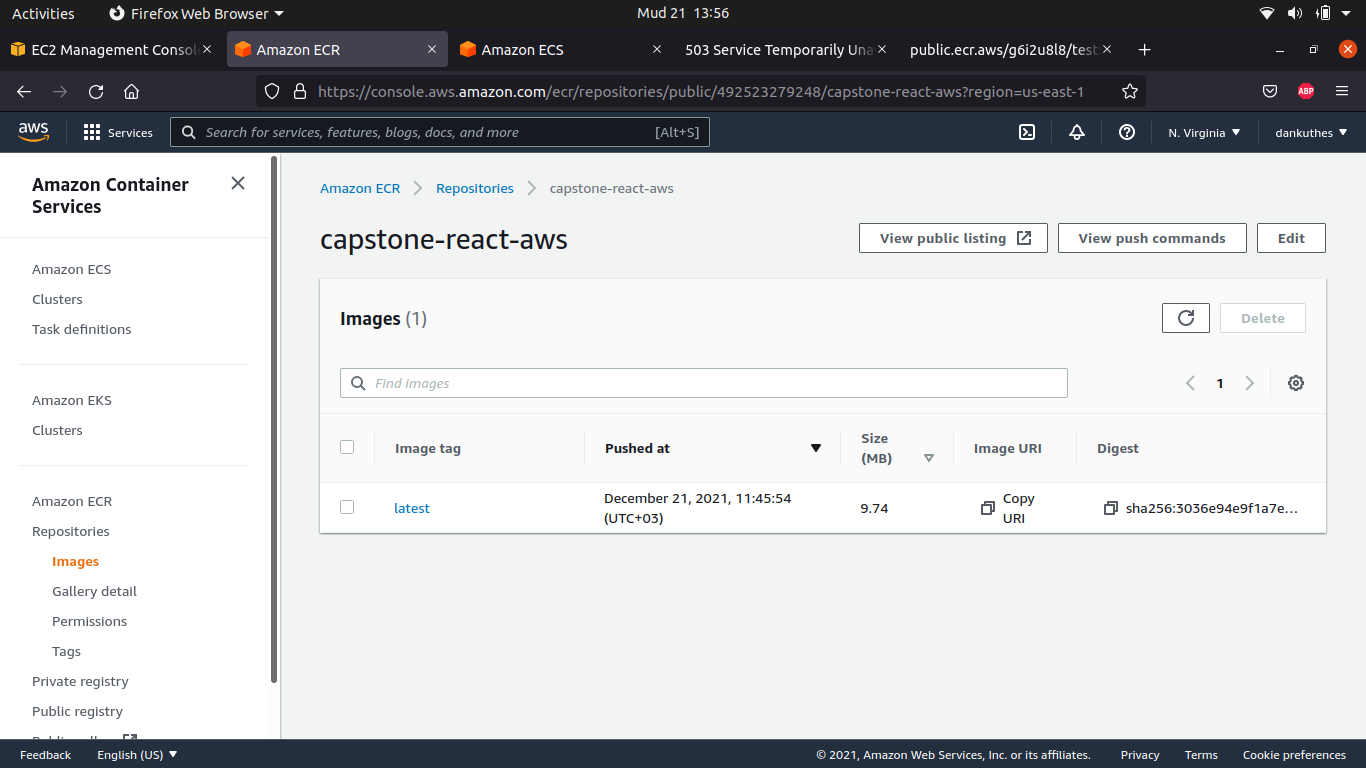 Activities
Firefox Web Browser
Mud 21 13:56
EC2 Management Consol
Amazon ECR
Amazon ECS
503 Service Temporarily Una
public.ecr.aws/g6i2u8l8/test
https://console.aws.amazon.com/ecr/repositories/public/492523279248/capstone-react-aws?region=us-east-1
ABP
aws
Services
Search for services, features, blogs, docs, and more
[Alt+S]
N. Virginia
dankuthes
Amazon Container
Services
Amazon ECS
Clusters
Task definitions
Amazon EKS
Clusters
Amazon ECR
Repositories
Images
Gallery detail
Permissions
Tags
Private registry
Public registry
Amazon ECR
Repositories
capstone-react-aws
capstone-react-aws
View public listing
View push commands
Edit
Images (1)
Delete
Find Images
1
Image tag
Pushed at
Size
(MB)
Image URI
Digest
latest
December 21, 2021, 11:45:54
(UTC+03)
9.74
Copy
URI
sha256:3036e94e9f1a7e...
Feedback
English (US)
© 2021, Amazon Web Services, Inc. or its affiliates.
Privacy
Terms
Cookie preferences